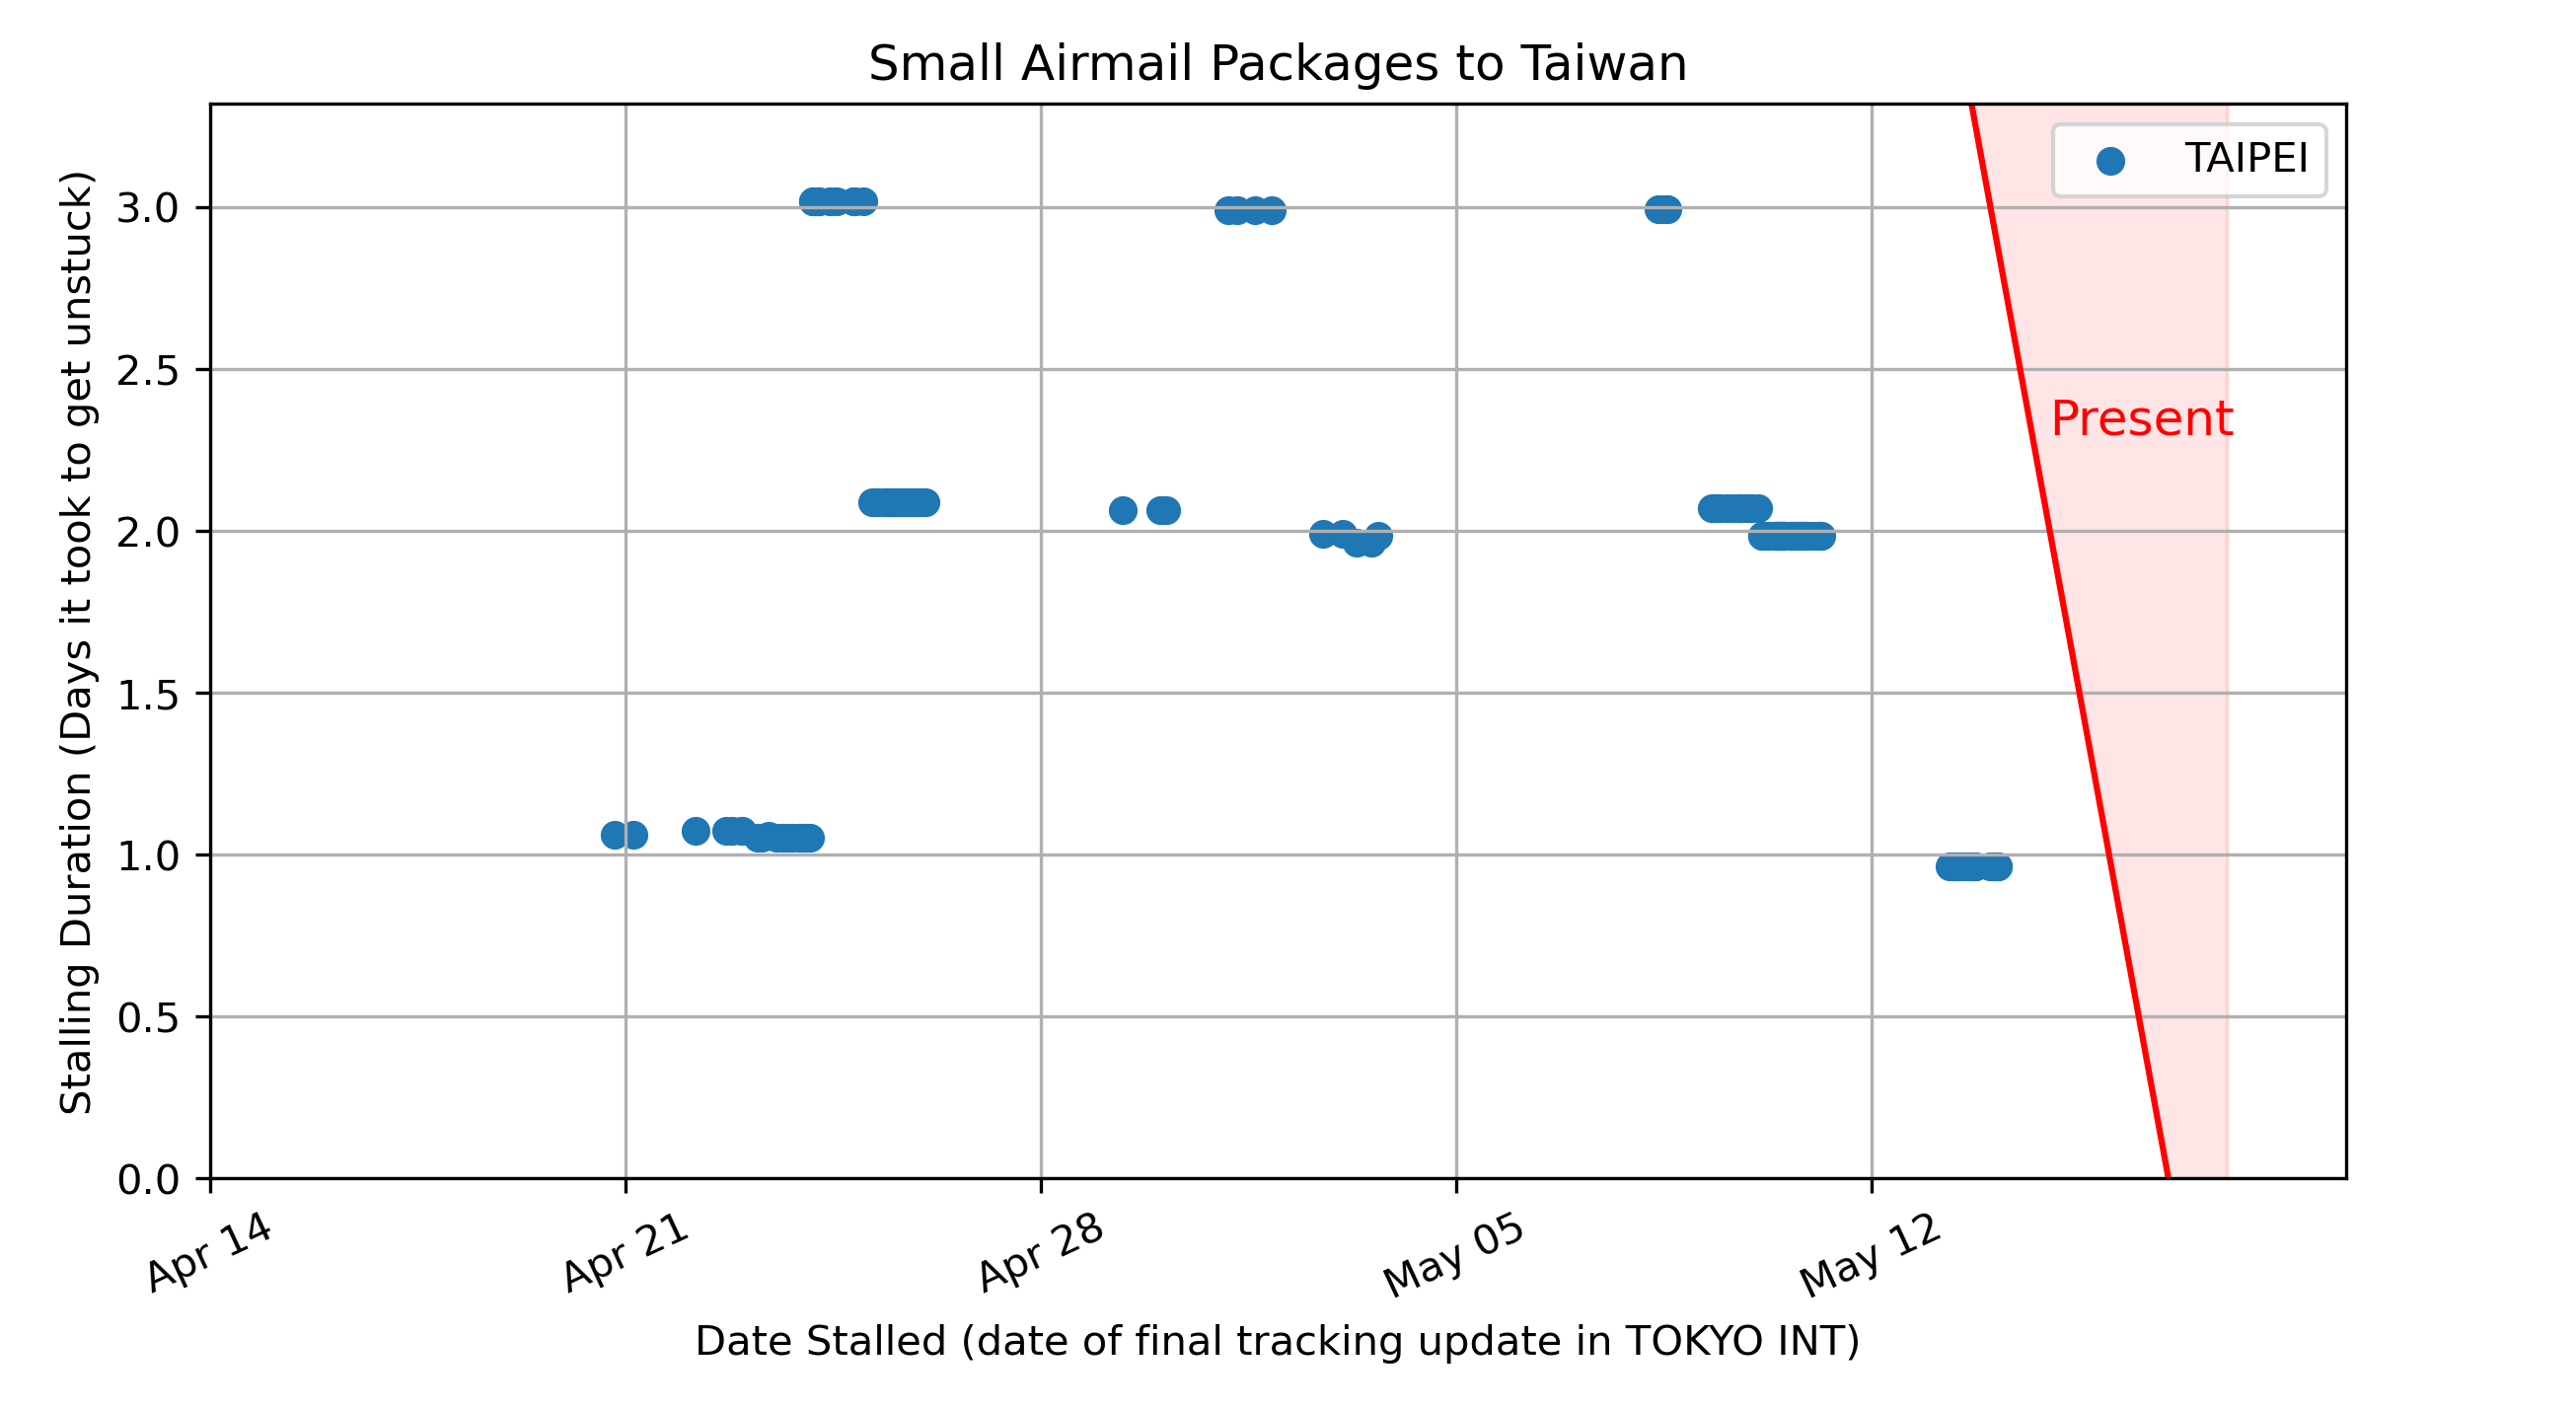 Small Airmail Packages to Taiwan
TAIPEI
Present
Stalling Duration (Days it took to get unstuck)
3.0
2.5
2.0
1.5
1.0
0.5
0.0
Apr 14
Apr 21
Apr 28
May 05
May 12
Date Stalled (date of final tracking update in TOKYO INT)